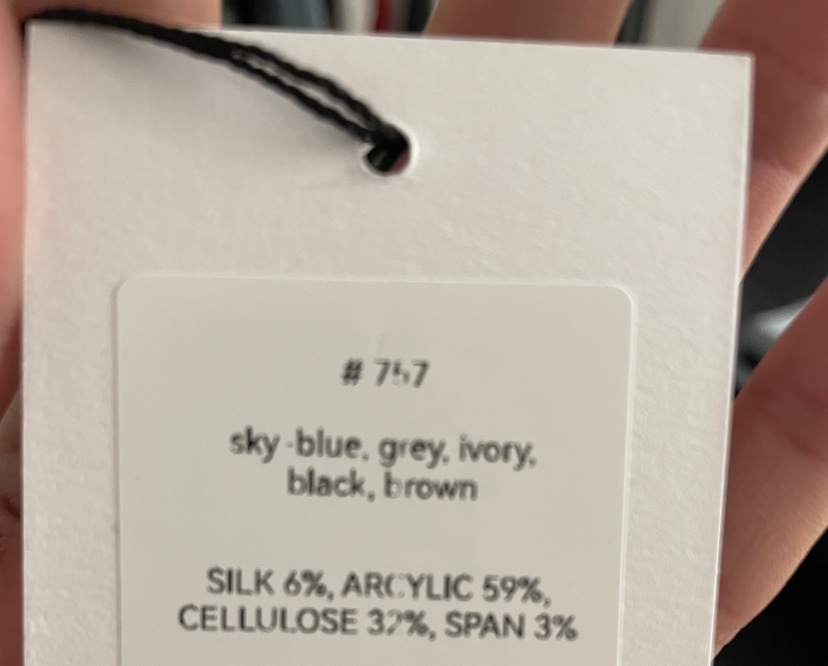 # 757
sky-blue, grey, ivory,
black, brown
SILK 6%, ARCYLIC 59%,
CELLULOSE 32%, SPAN 3%